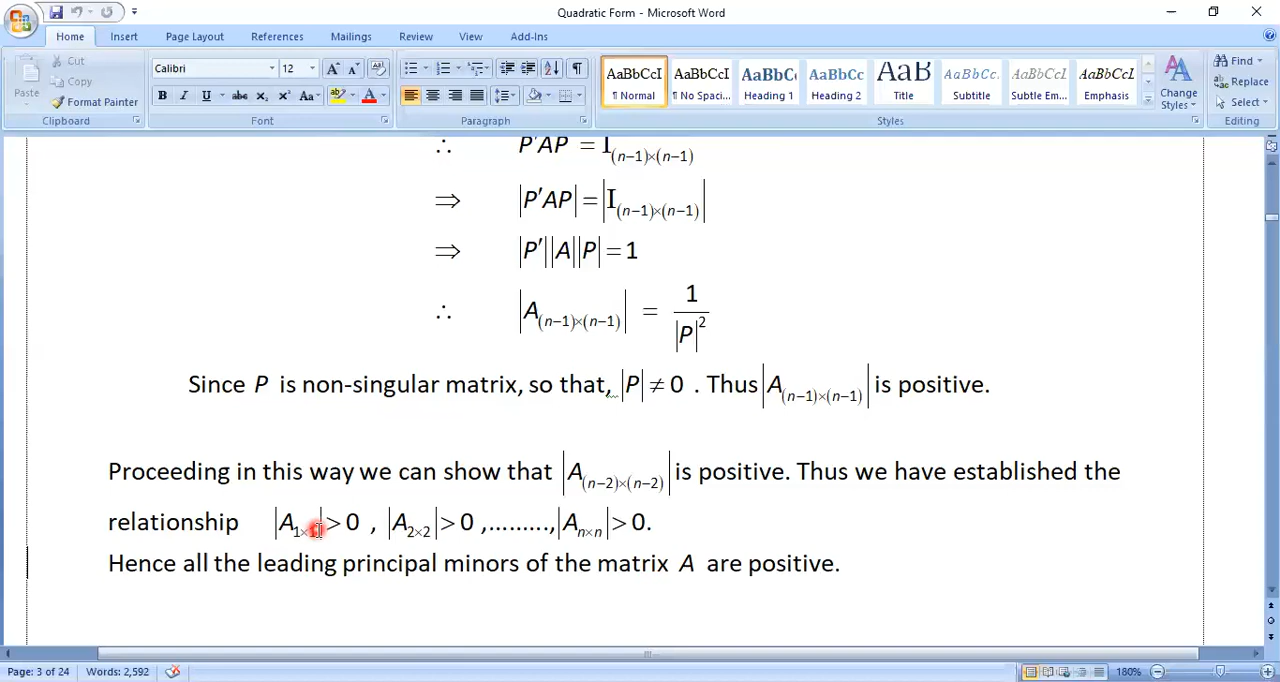 Quadratic Form - Microsoft Word
Home Insert Page Layout References Mailings Review View Add-Ins
Paste Cut Copy Format Painter Clipboard
Calibri 12 Font
Paragraph
AaBbCcI AaBbCcI AaBbC AaBbCc AaB AaBbCc. AaBbCcI AaBbCcI
¶ Normal ¶ No Spaci... Heading 1 Heading 2 Title Subtitle Subtle Em... Emphasis
Change Styles Styles
Find Replace Select Editing
∴ P'AP = I(n−1)×(n−1)
⇒ |P'AP| = |I(n−1)×(n−1)|
⇒ |P'||A||P| = 1
∴ |A(n−1)×(n−1)| = 1 / |P|²
Since P is non-singular matrix, so that, |P| ≠ 0 . Thus |A(n−1)×(n−1)| is positive.
Proceeding in this way we can show that |A(n−2)×(n−2)| is positive. Thus we have established the
relationship |A1×1| > 0 , |A2×2| > 0 ,.........,|An×n| > 0.
Hence all the leading principal minors of the matrix A are positive.
Page: 3 of 24 Words: 2,592 180%